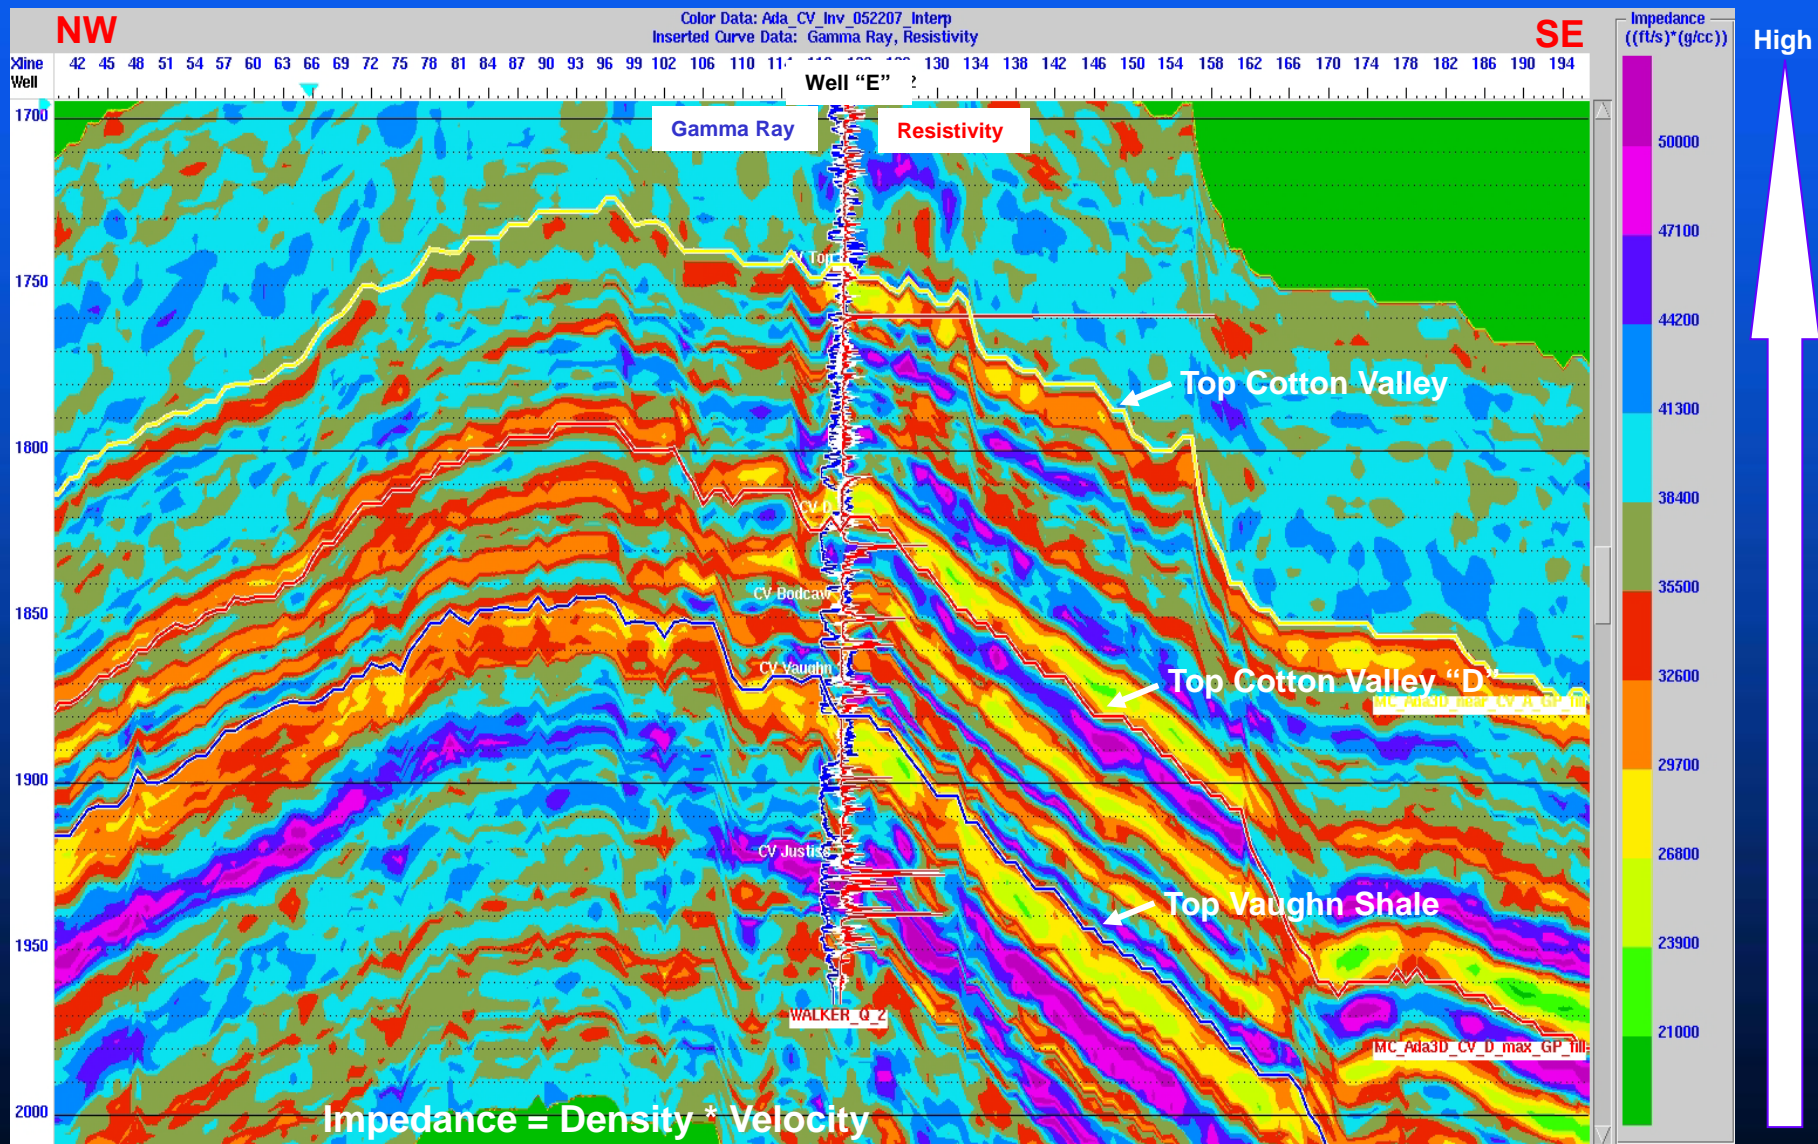 Color Data: Ada_CV_Inv_052207_Interp
Inserted Curve Data: Gamma Ray, Resistivity
NW
SE
Impedance
((ft/s)*(g/cc))
High
Xline 42 45 48 51 54 57 60 63 66 69 72 75 78 81 84 87 90 93 96 99 102 106 110 130 134 138 142 146 150 154 158 162 166 170 174 178 182 186 190 194
Well
Well “E”
Gamma Ray
Resistivity
1700
1750
1800
1850
1900
1950
2000
CV Top
CV D
CV Bodcaw
CV Vaughn
CV Justise
WALKER_Q_2
Top Cotton Valley
Top Cotton Valley “D”
MC_Ada3D_near_CV_A_GP_fill
Top Vaughn Shale
MC_Ada3D_CV_D_max_GP_fill
Impedance = Density * Velocity
50000
47100
44200
41300
38400
35500
32600
29700
26800
23900
21000